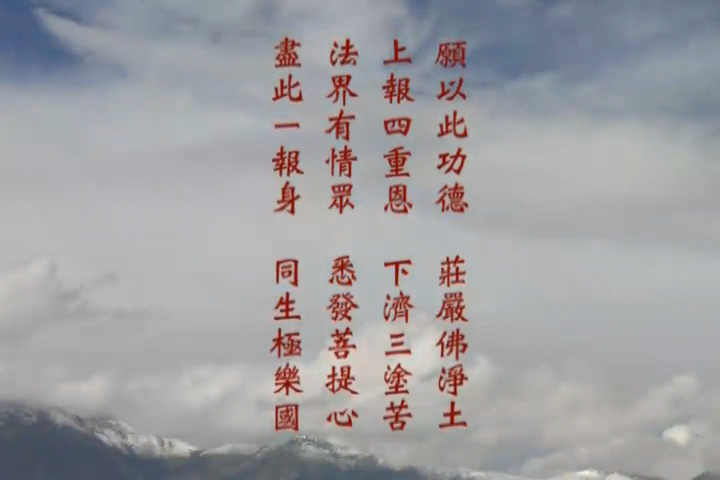 願以此功德 莊嚴佛淨土
上報四重恩 下濟三塗苦
法界有情眾 悉發菩提心
盡此一報身 同生極樂國